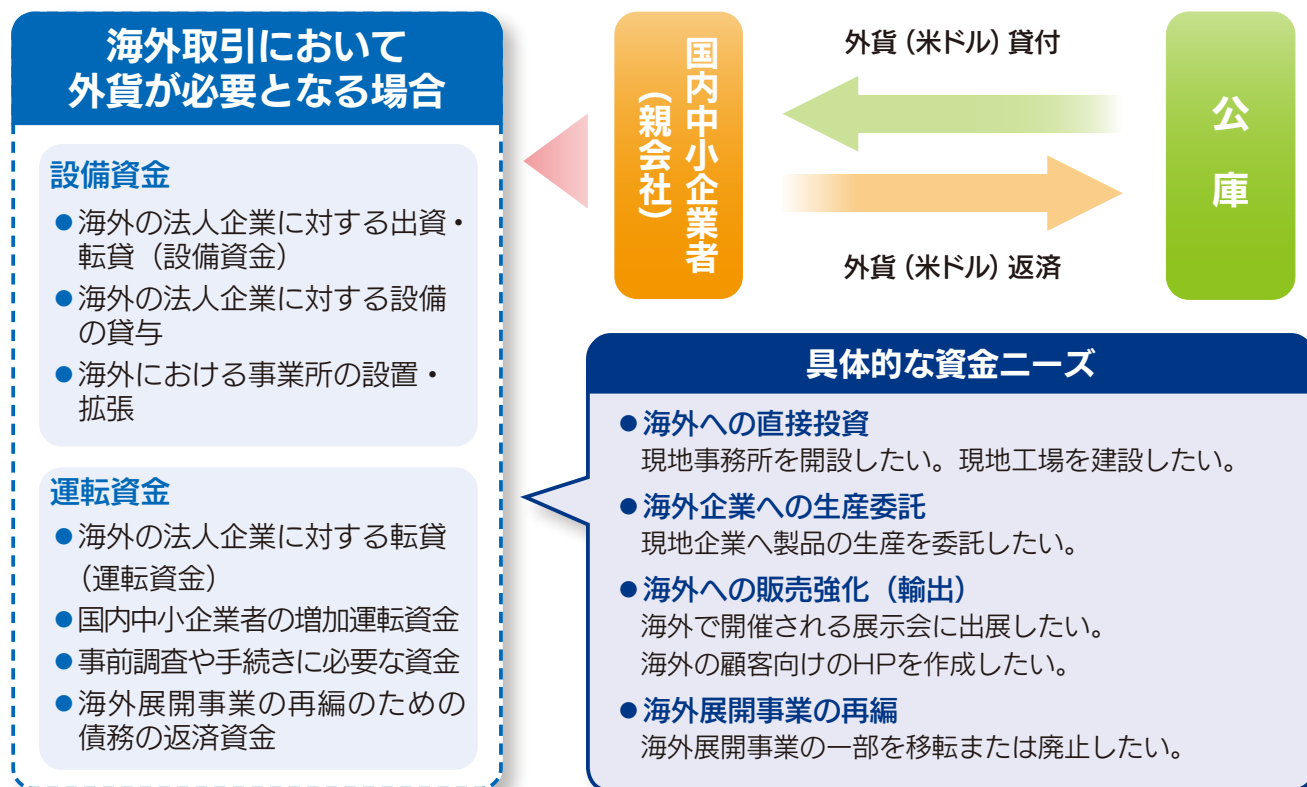 海外取引において
外貨が必要となる場合
設備資金
●海外の法人企業に対する出資・
転貸（設備資金）
●海外の法人企業に対する設備
の貸与
●海外における事業所の設置・
拡張
運転資金
●海外の法人企業に対する転貸
（運転資金）
●国内中小企業者の増加運転資金
●事前調査や手続きに必要な資金
●海外展開事業の再編のための
債務の返済資金
国内中小企業者
（親会社）
外貨（米ドル）貸付
外貨（米ドル）返済
公庫
具体的な資金ニーズ
●海外への直接投資
現地事務所を開設したい。現地工場を建設したい。
●海外企業への生産委託
現地企業へ製品の生産を委託したい。
●海外への販売強化（輸出）
海外で開催される展示会に出展したい。
海外の顧客向けのHPを作成したい。
●海外展開事業の再編
海外展開事業の一部を移転または廃止したい。